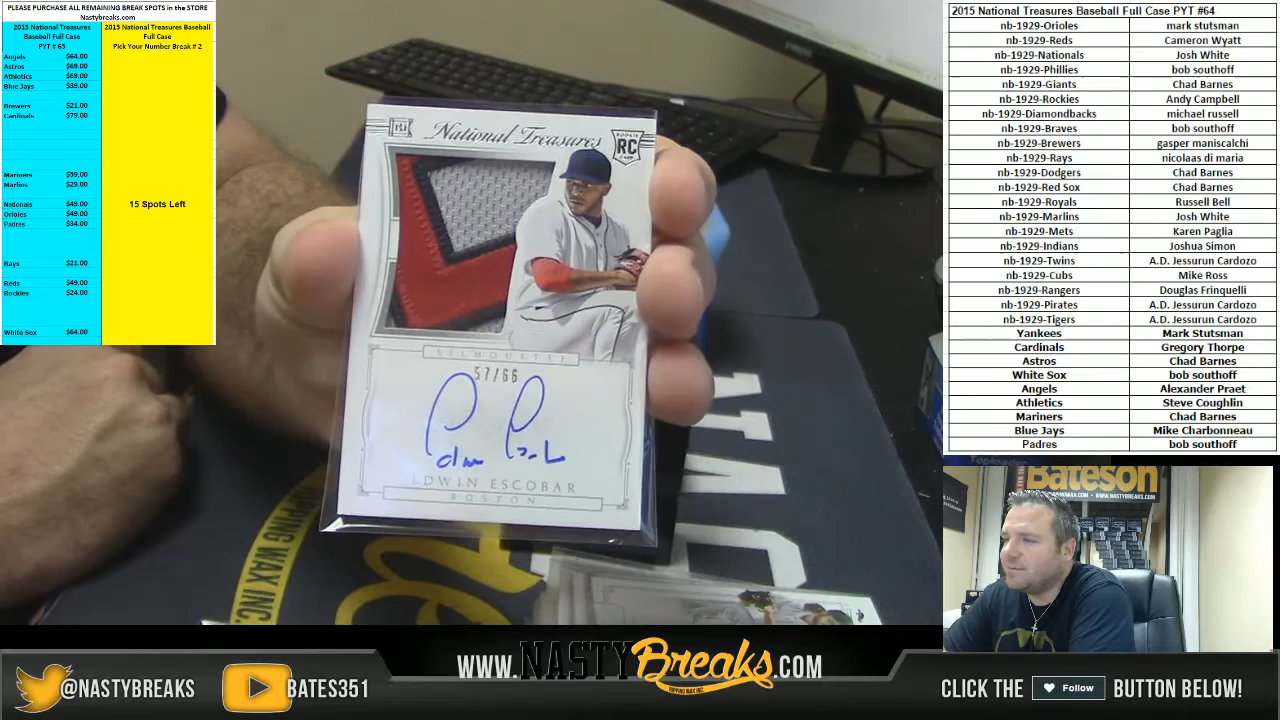 PLEASE PURCHASE ALL REMAINING BREAK SPOTS in the STORE
Nastybreaks.com
2015 National Treasures Baseball Full Case PYT # 65
Angels $64.00
Astros $69.00
Athletics $69.00
Blue Jays $39.00
Brewers $21.00
Cardinals $79.00
Mariners $59.00
Marlins $29.00
Nationals $49.00
Orioles $49.00
Padres $34.00
Rays $21.00
Reds $49.00
Rockies $24.00
White Sox $64.00
2015 National Treasures Baseball Full Case
Pick Your Number Break # 2
15 Spots Left
National Treasures
RC
SILHOUETTE
57/66
EDWIN ESCOBAR
BOSTON
RIPPING WAX INC.
2015 National Treasures Baseball Full Case PYT #64
nb-1929-Orioles mark stutsman
nb-1929-Reds Cameron Wyatt
nb-1929-Nationals Josh White
nb-1929-Phillies bob southoff
nb-1929-Giants Chad Barnes
nb-1929-Rockies Andy Campbell
nb-1929-Diamondbacks michael russell
nb-1929-Braves bob southoff
nb-1929-Brewers gasper maniscalchi
nb-1929-Rays nicolaas di maria
nb-1929-Dodgers Chad Barnes
nb-1929-Red Sox Chad Barnes
nb-1929-Royals Russell Bell
nb-1929-Marlins Josh White
nb-1929-Mets Karen Paglia
nb-1929-Indians Joshua Simon
nb-1929-Twins A.D. Jessurun Cardozo
nb-1929-Cubs Mike Ross
nb-1929-Rangers Douglas Frinquelli
nb-1929-Pirates A.D. Jessurun Cardozo
nb-1929-Tigers A.D. Jessurun Cardozo
Yankees Mark Stutsman
Cardinals Gregory Thorpe
Astros Chad Barnes
White Sox bob southoff
Angels Alexander Praet
Athletics Steve Coughlin
Mariners Chad Barnes
Blue Jays Mike Charbonneau
Padres bob southoff
Bateson
@NASTYBREAKS
BATES351
WWW.NASTYBreaks.COM
RIPPING WAX INC.
CLICK THE Follow BUTTON BELOW!